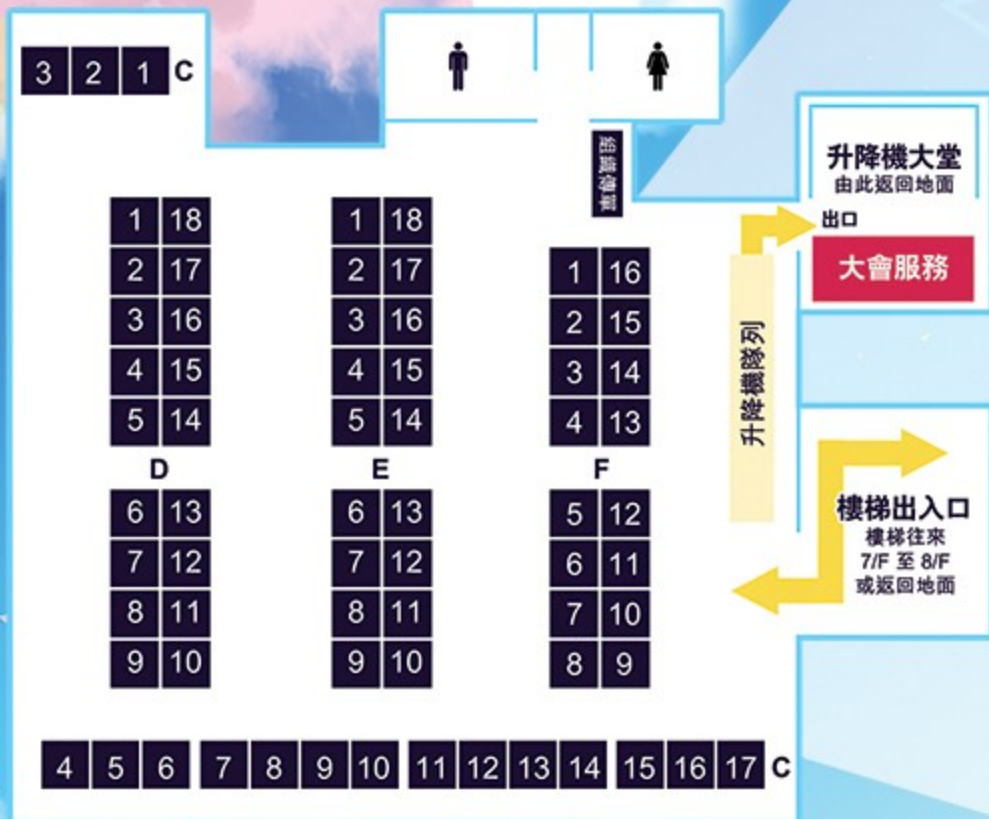 3 2 1 C
組織傳單
升降機大堂
由此返回地面
出口
大會服務
升降機隊列
1 18 1 18
2 17 2 17 1 16
3 16 3 16 2 15
4 15 4 15 3 14
5 14 5 14 4 13
D E F
6 13 6 13 5 12
7 12 7 12 6 11
8 11 8 11 7 10
9 10 9 10 8 9
樓梯出入口
樓梯往來
7/F 至 8/F
或返回地面
4 5 6 7 8 9 10 11 12 13 14 15 16 17 C